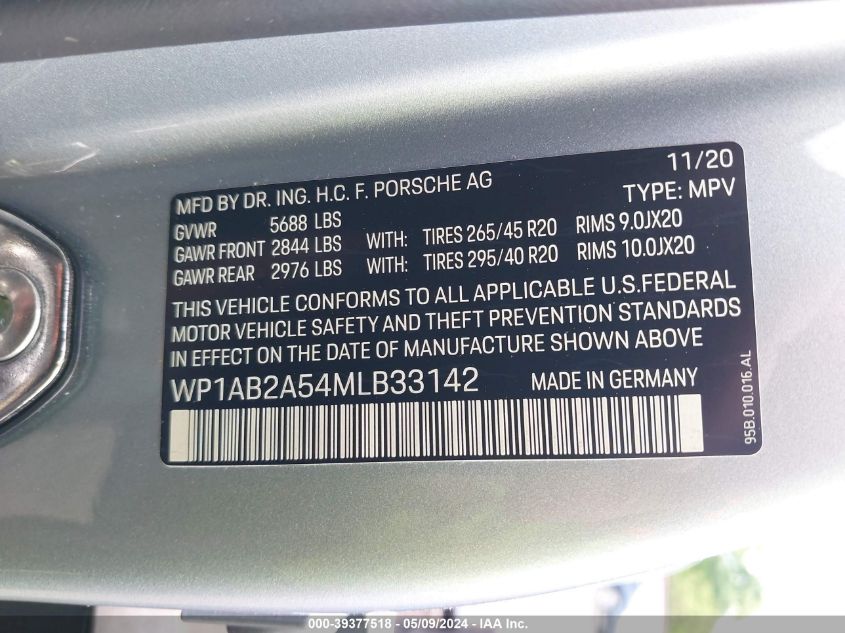 11/20
MFD BY DR. ING. H.C. F. PORSCHE AG TYPE: MPV
GVWR 5688 LBS
GAWR FRONT 2844 LBS WITH: TIRES 265/45 R20 RIMS 9.0JX20
GAWR REAR 2976 LBS WITH: TIRES 295/40 R20 RIMS 10.0JX20
THIS VEHICLE CONFORMS TO ALL APPLICABLE U.S.FEDERAL
MOTOR VEHICLE SAFETY AND THEFT PREVENTION STANDARDS
IN EFFECT ON THE DATE OF MANUFACTURE SHOWN ABOVE
WP1AB2A54MLB33142 MADE IN GERMANY
95B.010.016.AL
000-39377518 - 05/09/2024 - IAA Inc.